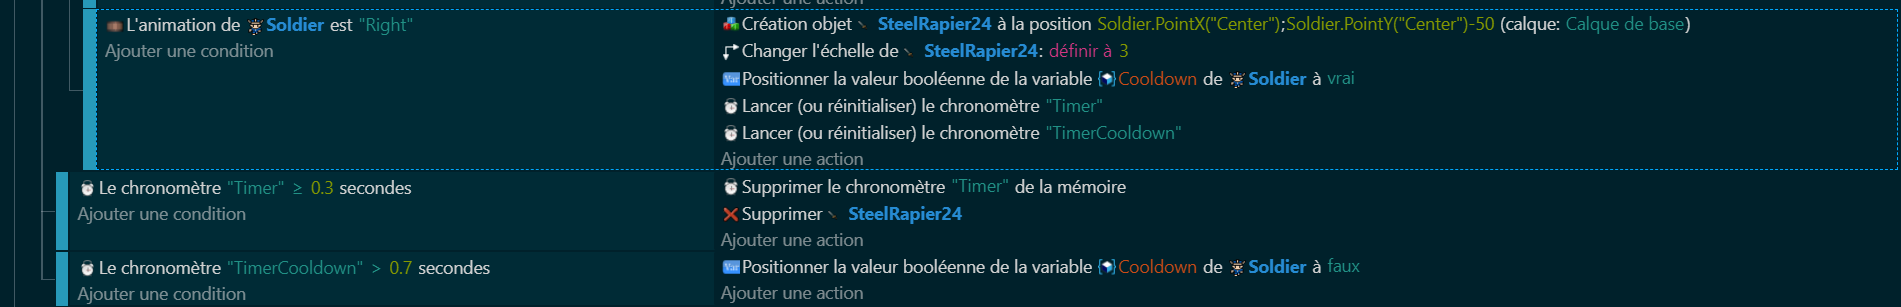 Ajouter une action
L'animation de Soldier est "Right"
Ajouter une condition
Création objet SteelRapier24 à la position Soldier.PointX("Center");Soldier.PointY("Center")-50 (calque: Calque de base)
Changer l'échelle de SteelRapier24: définir à 3
Var Positionner la valeur booléenne de la variable Cooldown de Soldier à vrai
Lancer (ou réinitialiser) le chronomètre "Timer"
Lancer (ou réinitialiser) le chronomètre "TimerCooldown"
Ajouter une action
Le chronomètre "Timer" ≥ 0.3 secondes
Ajouter une condition
Supprimer le chronomètre "Timer" de la mémoire
Supprimer SteelRapier24
Ajouter une action
Le chronomètre "TimerCooldown" > 0.7 secondes
Ajouter une condition
Var Positionner la valeur booléenne de la variable Cooldown de Soldier à faux
Ajouter une action